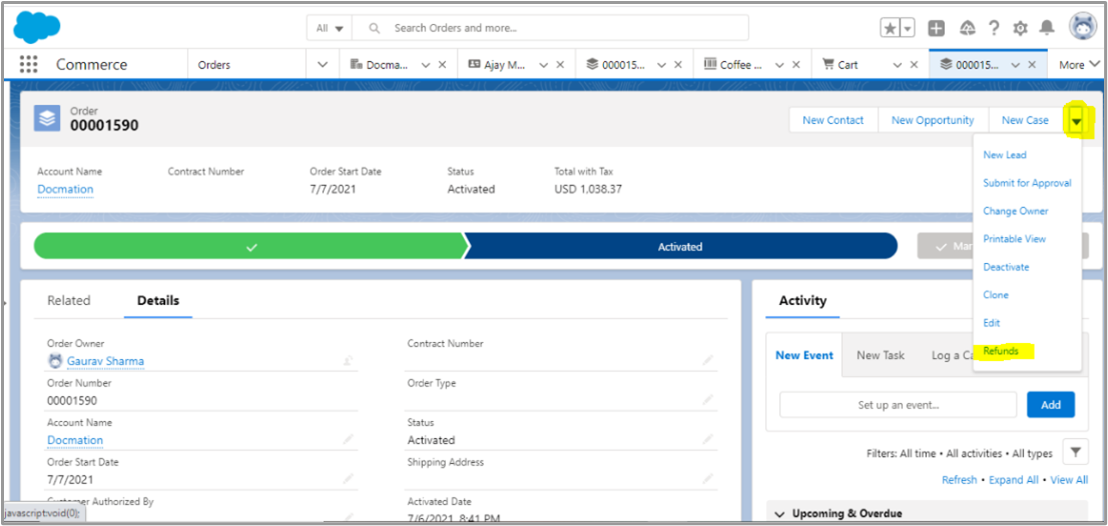 All
Search Orders and more...
Commerce
Orders
Docma...
Ajay M...
000015...
Coffee ...
Cart
000015...
More
Order
00001590
New Contact
New Opportunity
New Case
New Lead
Submit for Approval
Change Owner
Printable View
Deactivate
Clone
Edit
Refunds
Account Name
Docmation
Contract Number
Order Start Date
7/7/2021
Status
Activated
Total with Tax
USD 1.038.37
Activated
Mar
Related
Details
Order Owner
Gaurav Sharma
Order Number
00001590
Account Name
Docmation
Order Start Date
7/7/2021
Customer Authorized By
Contract Number
Order Type
Status
Activated
Shipping Address
Activated Date
7/6/2021, 8:41 PM
Activity
New Event
New Task
Log a Ca
Set up an event...
Add
Filters: All time • All activities • All types
Refresh • Expand All • View All
Upcoming & Overdue
javascript:void(0);